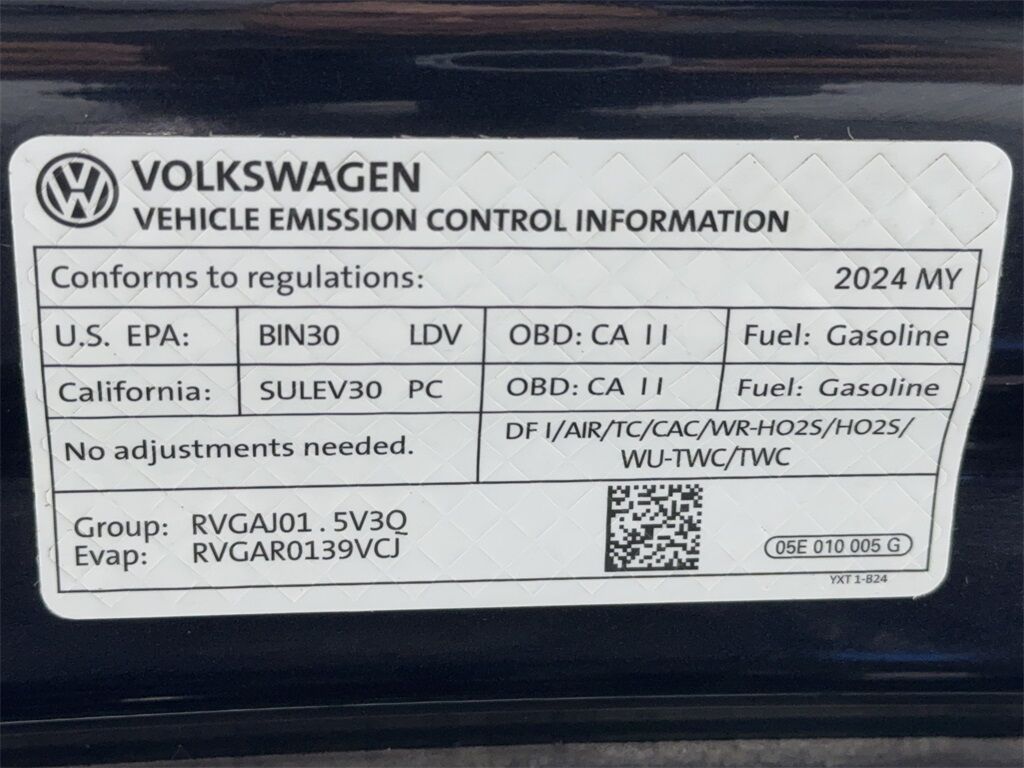 VOLKSWAGEN
VEHICLE EMISSION CONTROL INFORMATION
Conforms to regulations: 2024 MY
U.S. EPA: BIN30 LDV OBD: CA II Fuel: Gasoline
California: SULEV30 PC OBD: CA II Fuel: Gasoline
No adjustments needed.
DFI/AIR/TC/CAC/WR-HO2S/HO2S/
WU-TWC/TWC
Group: RVGAJ01.5V3Q
Evap: RVGAR0139VCJ
05E 010 005 G
YXT 1-B24